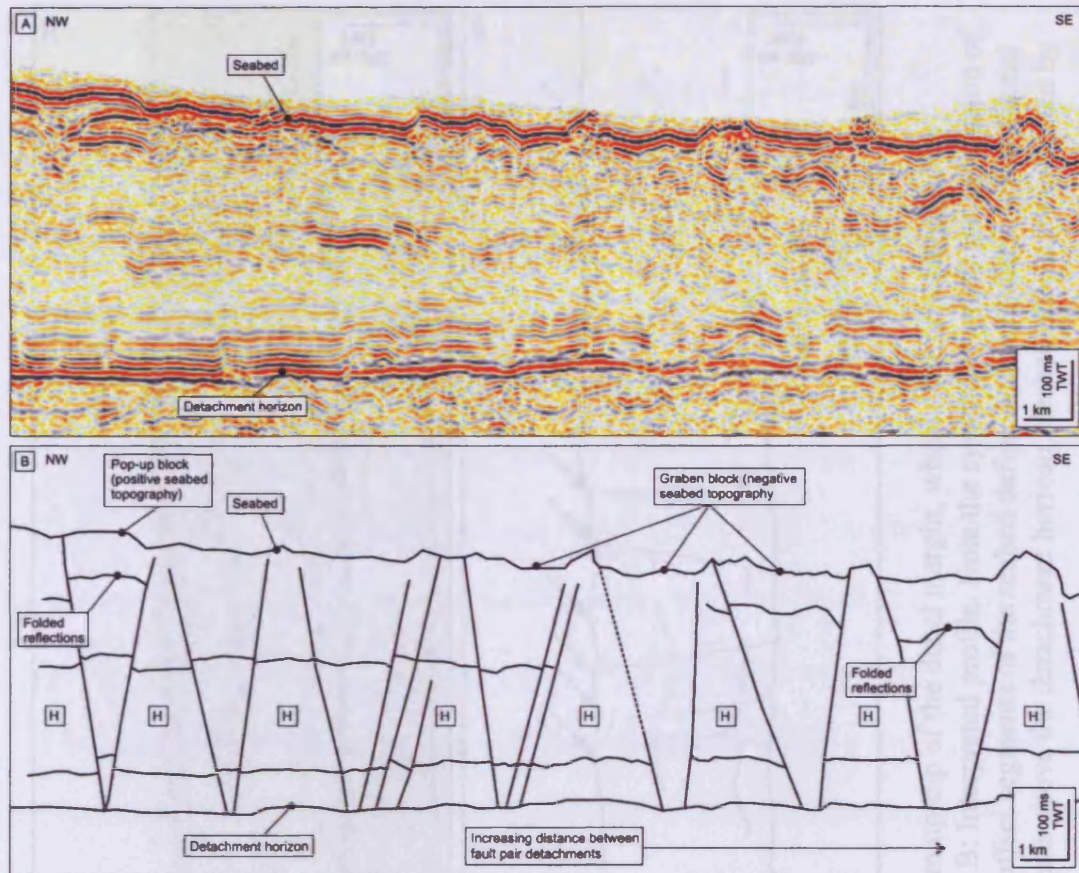 A NW
SE
Seabed
Detachment horizon
100 ms
TWT
1 km
B NW
SE
Pop-up block
(positive seabed
topography)
Seabed
Graben block (negative
seabed topography
Folded
reflections
Folded
reflections
H H H H H H H H
Detachment horizon
Increasing distance between
fault pair detachments
100 ms
TWT
1 km